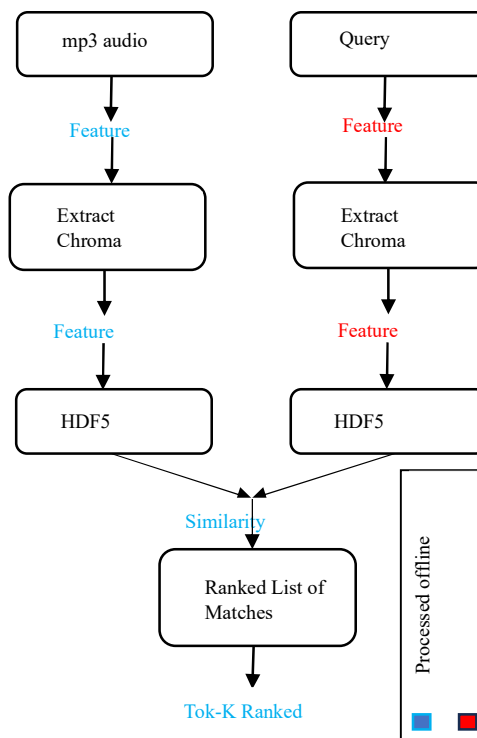 mp3 audio
Query
Feature
Feature
Extract
Chroma
Extract
Chroma
Feature
Feature
HDF5
HDF5
Similarity
Ranked List of
Matches
Tok-K Ranked
Processed offline